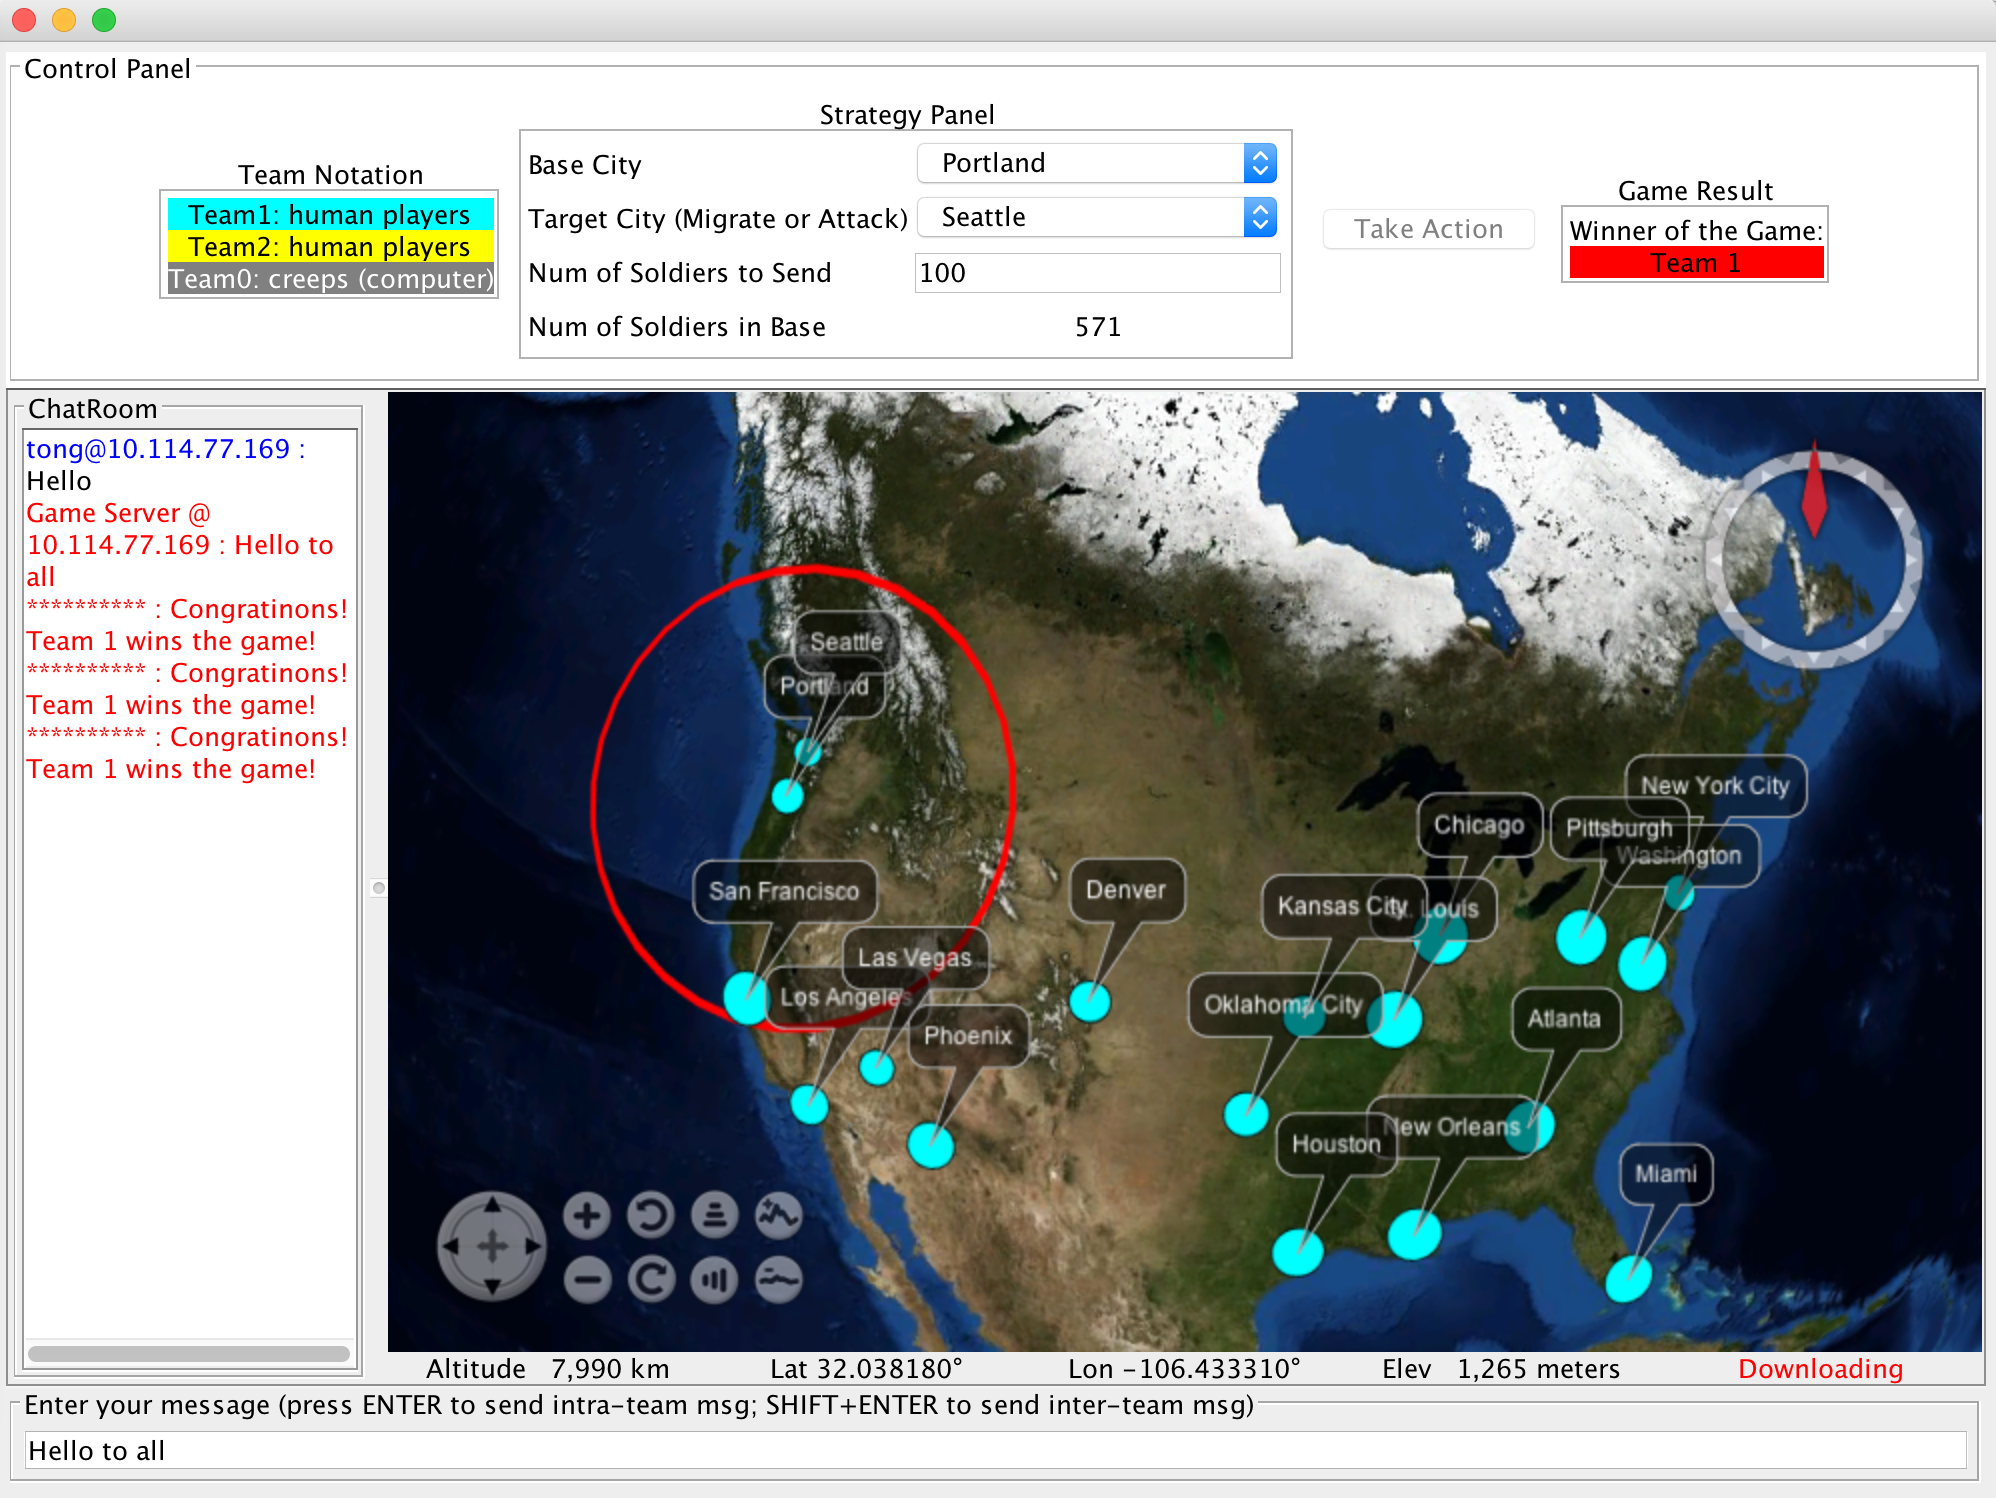 Control Panel
Strategy Panel
Team Notation
Team1: human players
Team2: human players
Team0: creeps (computer)
Base City
Portland
Target City (Migrate or Attack)
Seattle
Num of Soldiers to Send
100
Num of Soldiers in Base
571
Take Action
Game Result
Winner of the Game:
Team 1
ChatRoom
tong@10.114.77.169 :
Hello
Game Server @
10.114.77.169 : Hello to
all
********** : Congratinons!
Team 1 wins the game!
********** : Congratinons!
Team 1 wins the game!
********** : Congratinons!
Team 1 wins the game!
Seattle
Portland
San Francisco
Las Vegas
Los Angeles
Phoenix
Denver
Kansas City
Louis
Oklahoma City
Chicago
New York City
Pittsburgh
Washington
Atlanta
New Orleans
Houston
Miami
Altitude 7,990 km
Lat 32.038180°
Lon -106.433310°
Elev 1,265 meters
Downloading
Enter your message (press ENTER to send intra-team msg; SHIFT+ENTER to send inter-team msg)
Hello to all